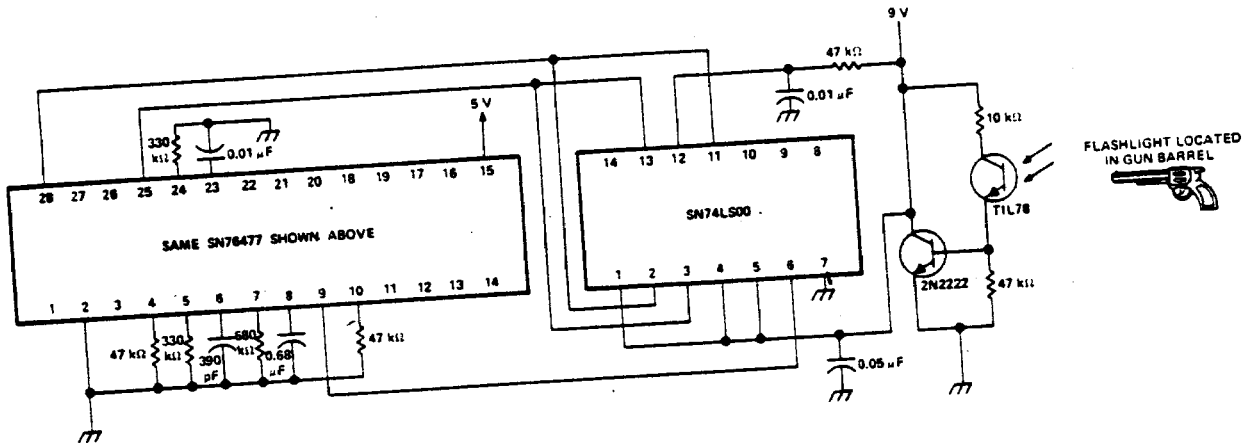 9 V
47 kΩ
0.01 μF
10 kΩ
FLASHLIGHT LOCATED
IN GUN BARREL
TIL78
5 V
330
kΩ
0.01 μF
28 27 26 25 24 23 22 21 20 18 19 17 16 15
SAME SN76477 SHOWN ABOVE
1 2 3 4 5 6 7 8 9 10 11 12 13 14
14 13 12 11 10 9 8
SN74LS00
1 2 3 4 5 6 7
2N2222
47 kΩ
47 kΩ
330
kΩ
390
pF
680
kΩ
0.68
μF
47 kΩ
0.05 μF